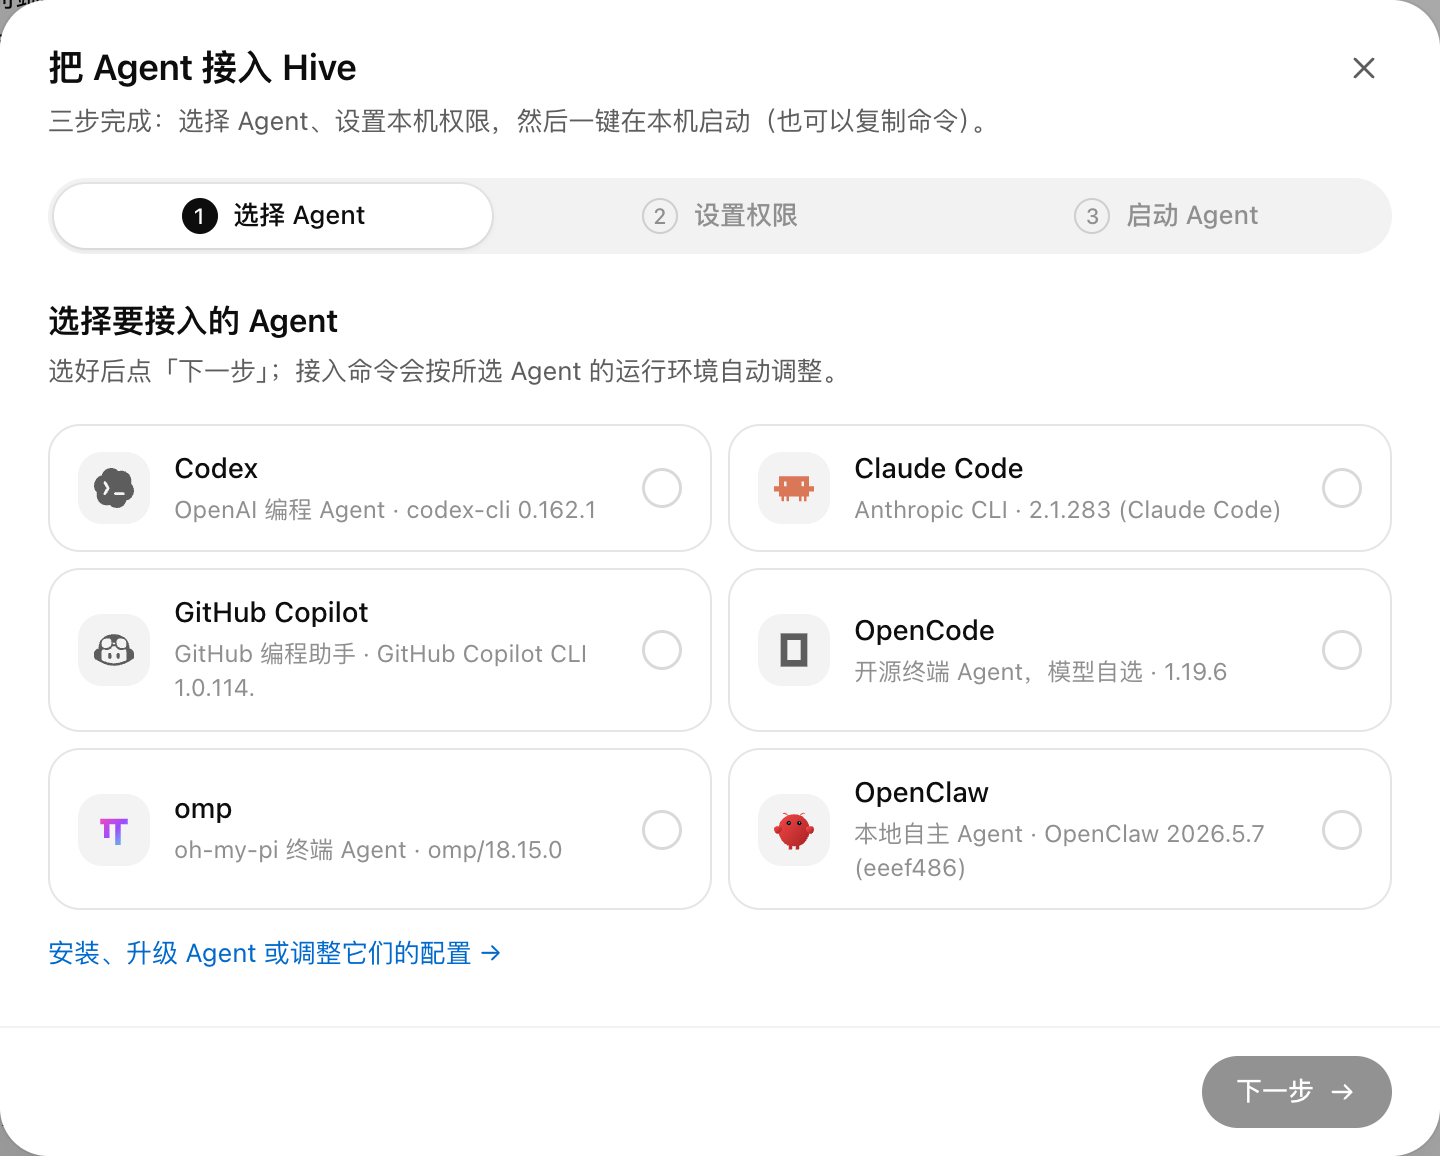 把 Agent 接入 Hive
三步完成：选择 Agent、设置本机权限，然后一键在本机启动（也可以复制命令）。
1 选择 Agent
2 设置权限
3 启动 Agent
选择要接入的 Agent
选好后点「下一步」；接入命令会按所选 Agent 的运行环境自动调整。
Codex
OpenAI 编程 Agent · codex-cli 0.162.1
Claude Code
Anthropic CLI · 2.1.283 (Claude Code)
GitHub Copilot
GitHub 编程助手 · GitHub Copilot CLI
1.0.114.
OpenCode
开源终端 Agent，模型自选 · 1.19.6
omp
oh-my-pi 终端 Agent · omp/18.15.0
OpenClaw
本地自主 Agent · OpenClaw 2026.5.7
(eeef486)
安装、升级 Agent 或调整它们的配置 →
下一步 →